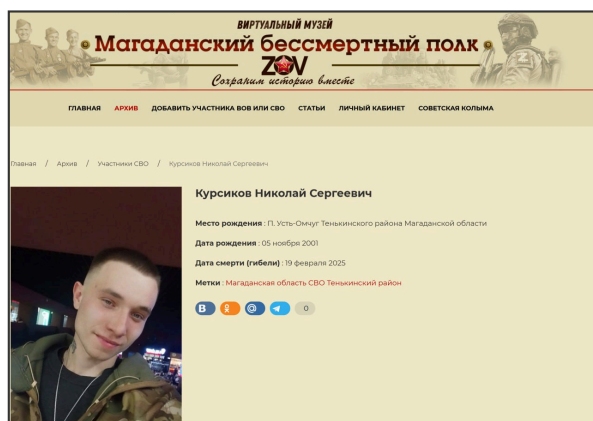 ВИРТУАЛЬНЫЙ МУЗЕЙ
Магаданский бессмертный полк
ZOV
Сохраним историю вместе
ГЛАВНАЯ АРХИВ ДОБАВИТЬ УЧАСТНИКА ВОВ ИЛИ СВО СТАТЬИ ЛИЧНЫЙ КАБИНЕТ СОВЕТСКАЯ КОЛЫМА
Главная / Архив / Участники СВО / Курсиков Николай Сергеевич
Курсиков Николай Сергеевич
Место рождения : П. Усть-Омчуг Тенькинского района Магаданской области
Дата рождения : 05 ноября 2001
Дата смерти (гибели) : 19 февраля 2025
Метки : Магаданская область СВО Тенькинский район
0